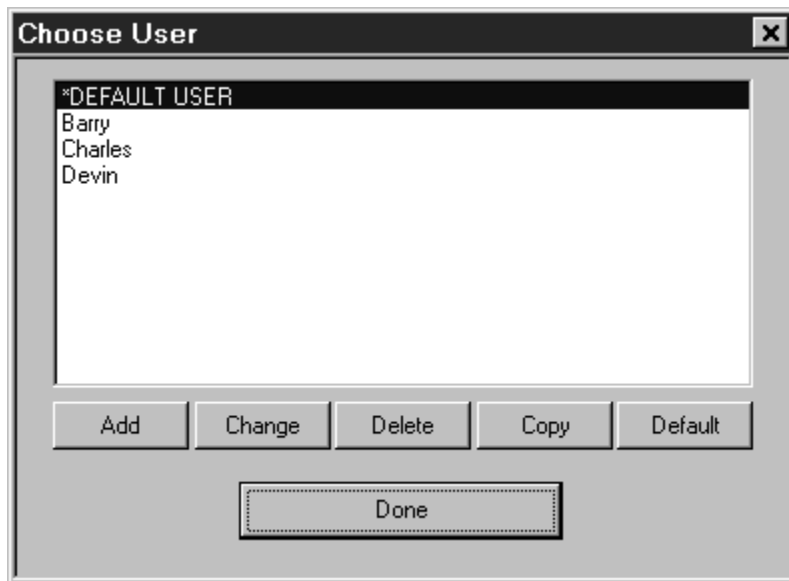 Choose User
*DEFAULT USER
Barry
Charles
Devin
Add Change Delete Copy Default
Done